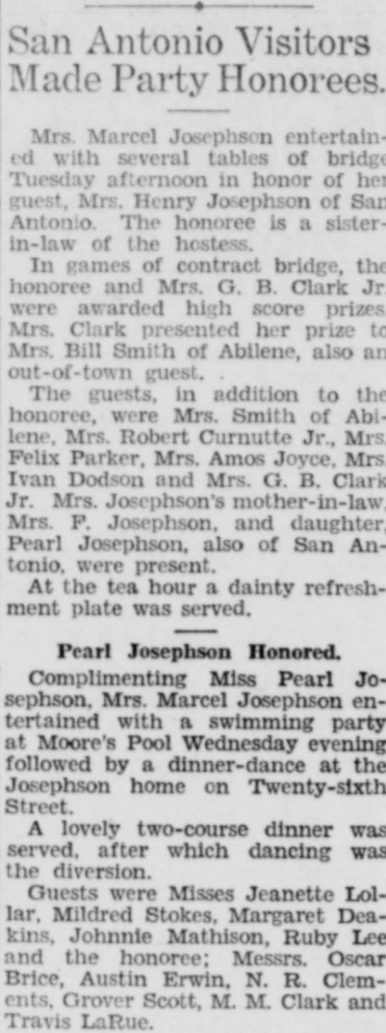 San Antonio Visitors
Made Party Honorees.
Mrs. Marcel Josephson entertain-
ed with several tables of bridge
Tuesday afternoon in honor of her
guest, Mrs. Henry Josephson of San
Antonio. The honoree is a sister-
in-law of the hostess.
In games of contract bridge, the
honoree and Mrs. G. B. Clark Jr.
were awarded high score prizes.
Mrs. Clark presented her prize to
Mrs. Bill Smith of Abilene, also an
out-of-town guest.
The guests, in addition to the
honoree, were Mrs. Smith of Abi-
lene, Mrs. Robert Curnutte Jr., Mrs.
Felix Parker, Mrs. Amos Joyce, Mrs.
Ivan Dodson and Mrs. G. B. Clark
Jr. Mrs. Josephson's mother-in-law,
Mrs. F. Josephson, and daughter,
Pearl Josephson, also of San An-
tonio, were present.
At the tea hour a dainty refresh-
ment plate was served.
Pearl Josephson Honored.
Complimenting Miss Pearl Jo-
sephson, Mrs. Marcel Josephson en-
tertained with a swimming party
at Moore's Pool Wednesday evening
followed by a dinner-dance at the
Josephson home on Twenty-sixth
Street.
A lovely two-course dinner was
served, after which dancing was
the diversion.
Guests were Misses Jeanette Lol-
lar, Mildred Stokes, Margaret Dea-
kins, Johnnie Mathison, Ruby Lee
and the honoree; Messrs. Oscar
Brice, Austin Erwin, N. R. Clem-
ents, Grover Scott, M. M. Clark and
Travis LaRue.